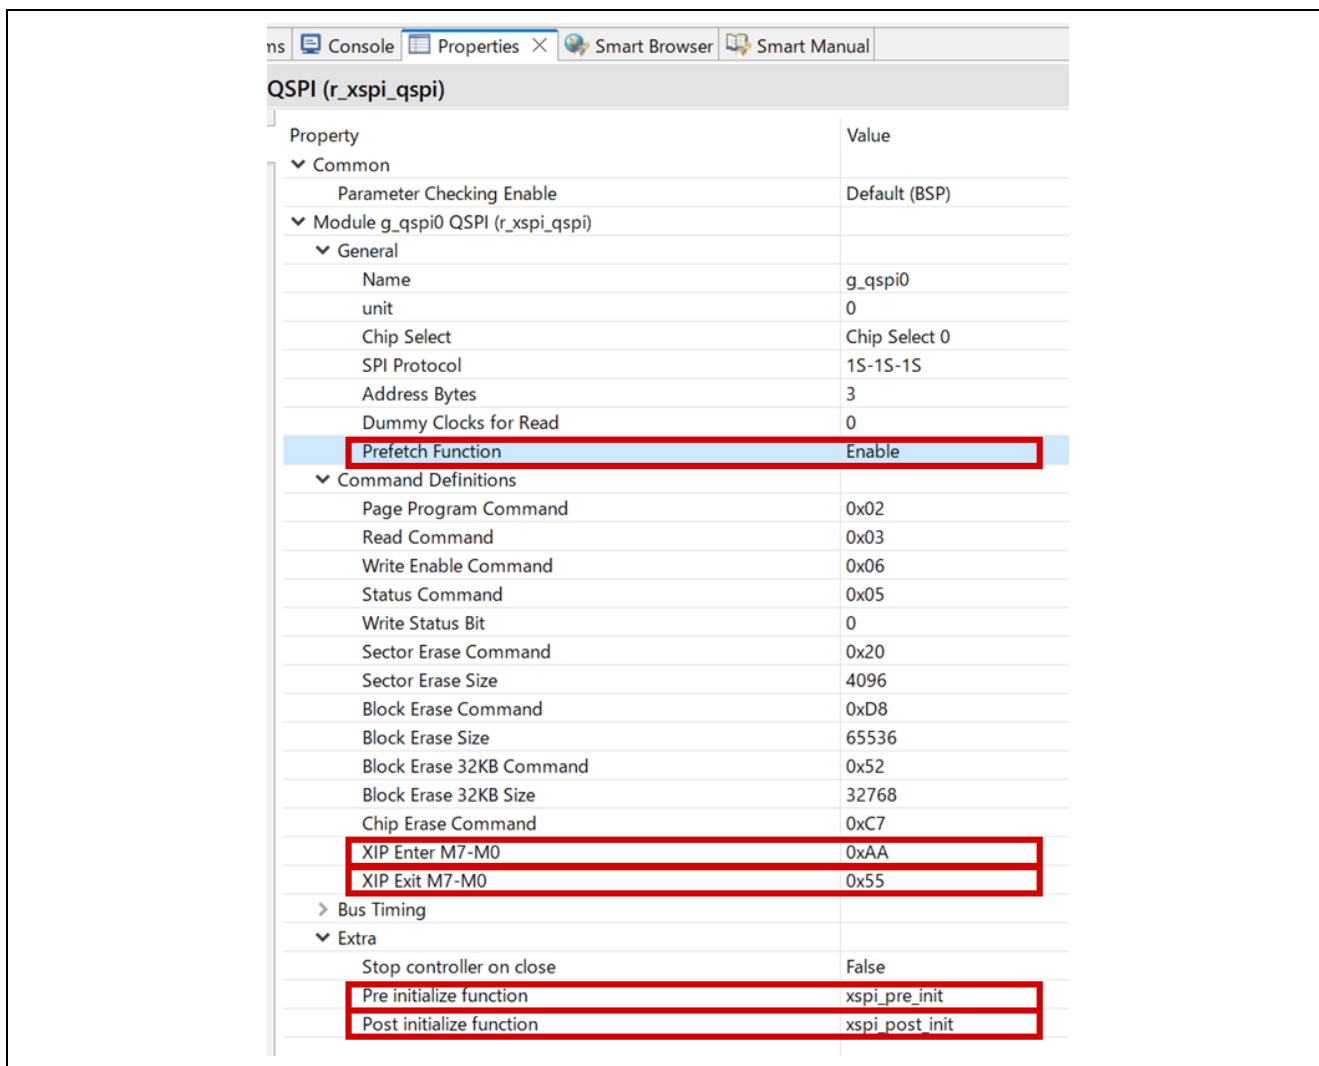 ms Console Properties Smart Browser Smart Manual
QSPI (r_xspi_qspi)
Property Value
Common
Parameter Checking Enable Default (BSP)
Module g_qspi0 QSPI (r_xspi_qspi)
General
Name g_qspi0
unit 0
Chip Select Chip Select 0
SPI Protocol 1S-1S-1S
Address Bytes 3
Dummy Clocks for Read 0
Prefetch Function Enable
Command Definitions
Page Program Command 0x02
Read Command 0x03
Write Enable Command 0x06
Status Command 0x05
Write Status Bit 0
Sector Erase Command 0x20
Sector Erase Size 4096
Block Erase Command 0xD8
Block Erase Size 65536
Block Erase 32KB Command 0x52
Block Erase 32KB Size 32768
Chip Erase Command 0xC7
XIP Enter M7-M0 0xAA
XIP Exit M7-M0 0x55
Bus Timing
Extra
Stop controller on close False
Pre initialize function xspi_pre_init
Post initialize function xspi_post_init